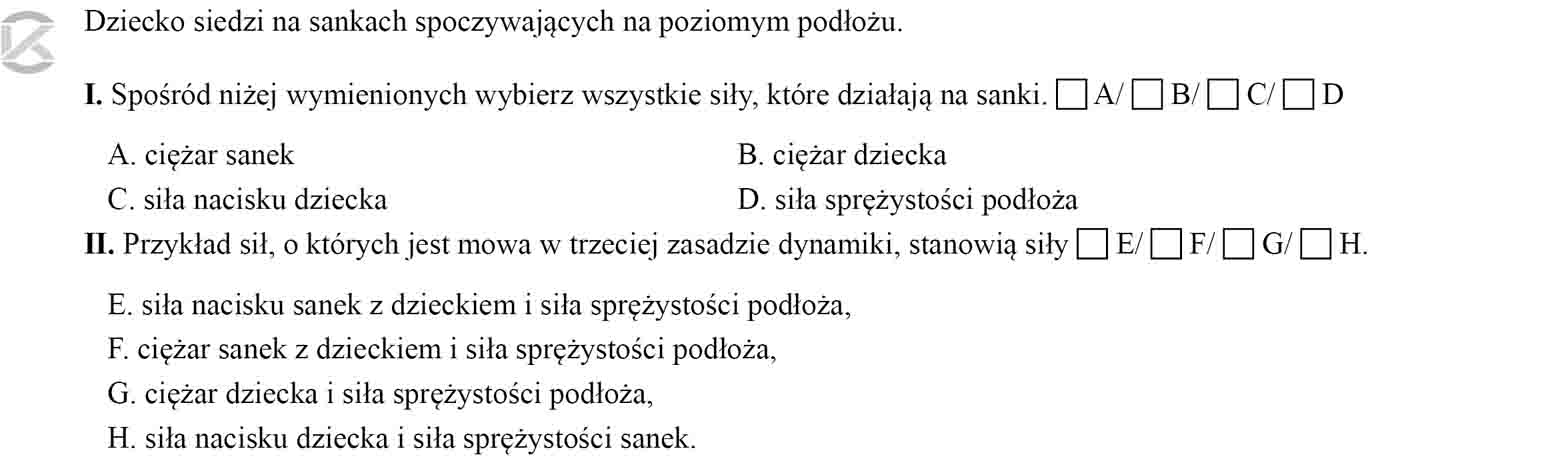 Dziecko siedzi na sankach spoczywających na poziomym podłożu.
I. Spośród niżej wymienionych wybierz wszystkie siły, które działają na sanki. □ A/ □ B/ □ C/ □ D
A. ciężar sanek B. ciężar dziecka
C. siła nacisku dziecka D. siła sprężystości podłoża
II. Przykład sił, o których jest mowa w trzeciej zasadzie dynamiki, stanowią siły □ E/ □ F/ □ G/ □ H.
E. siła nacisku sanek z dzieckiem i siła sprężystości podłoża,
F. ciężar sanek z dzieckiem i siła sprężystości podłoża,
G. ciężar dziecka i siła sprężystości podłoża,
H. siła nacisku dziecka i siła sprężystości sanek.